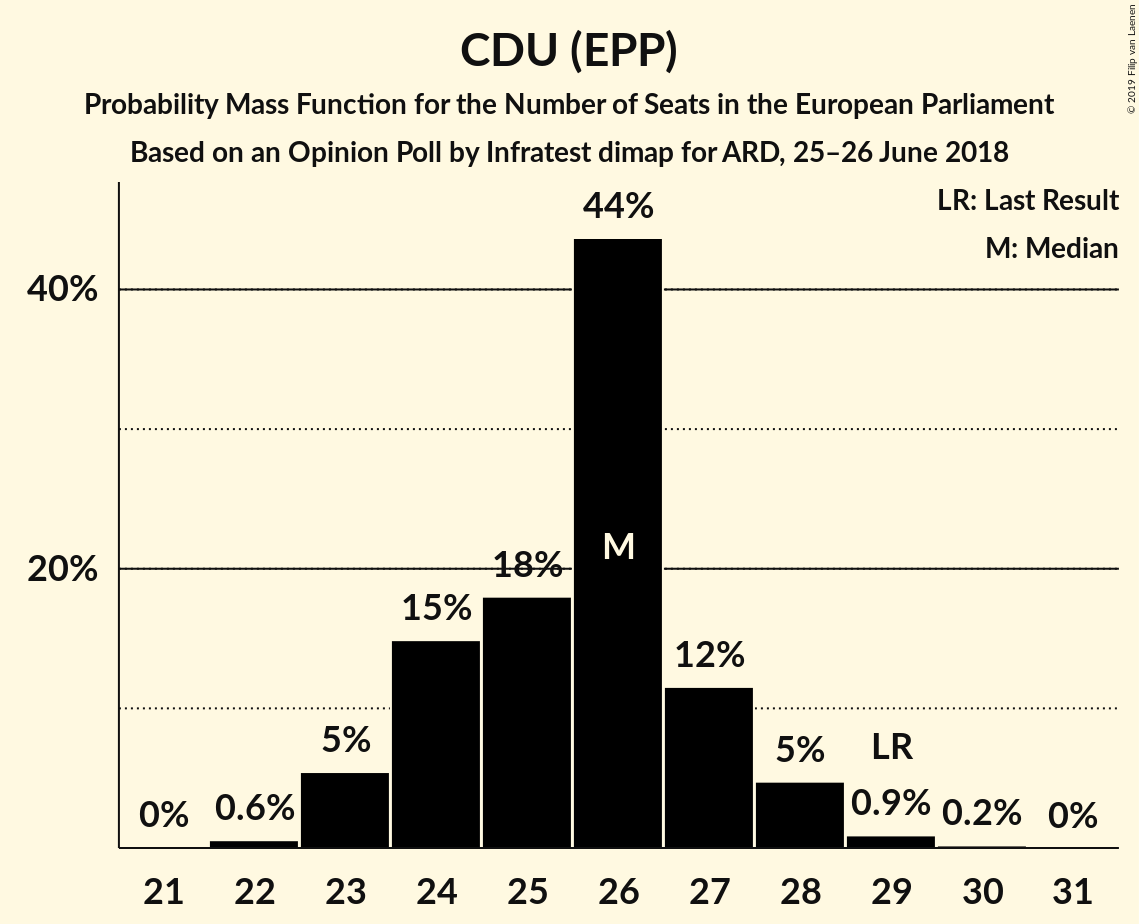 CDU (EPP)
Probability Mass Function for the Number of Seats in the European Parliament
Based on an Opinion Poll by Infratest dimap for ARD, 25–26 June 2018
© 2019 Filip van Laenen
LR: Last Result
M: Median
44%
40%
20%
18%
M
15%
12%
5%
5%
LR
0%
0.6%
0.9%
0.2%
0%
21 22 23 24 25 26 27 28 29 30 31